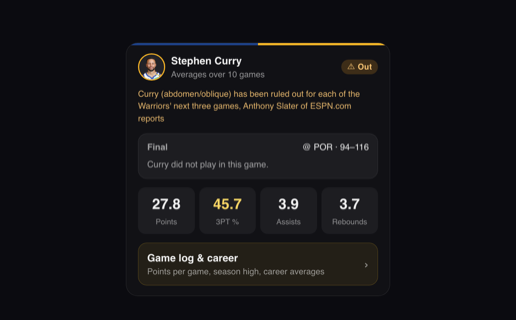 Stephen Curry
⚠ Out
Averages over 10 games
Curry (abdomen/oblique) has been ruled out for each of the
Warriors' next three games, Anthony Slater of ESPN.com
reports
Final
@ POR · 94–116
Curry did not play in this game.
27.8
45.7
3.9
3.7
Points
3PT %
Assists
Rebounds
Game log & career
Points per game, season high, career averages
›